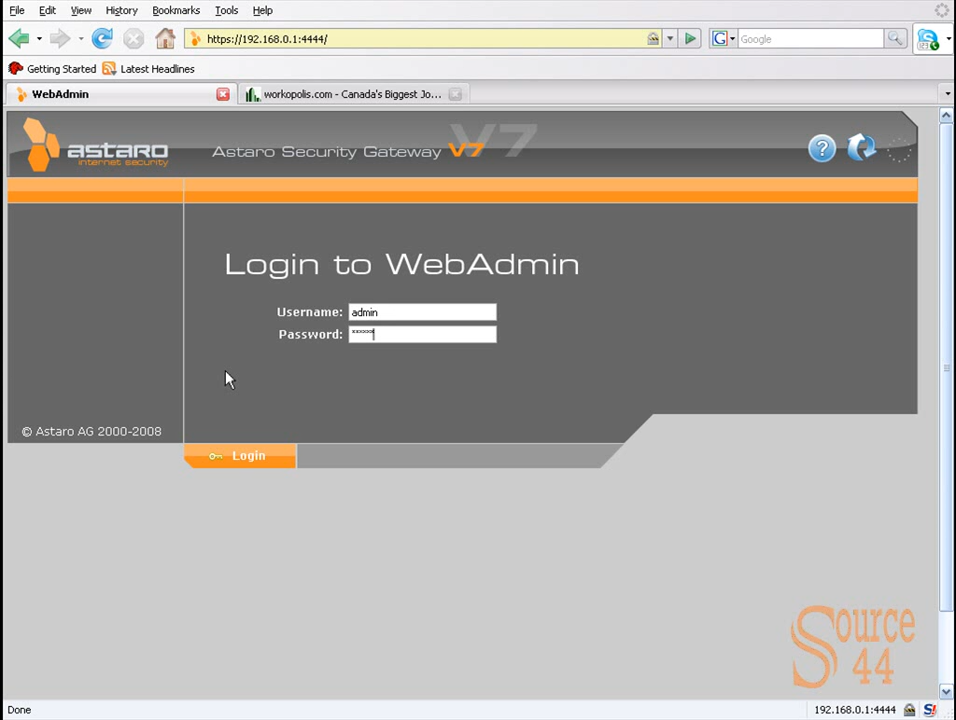 File Edit View History Bookmarks Tools Help
https://192.168.0.1:4444/
G Google
Getting Started Latest Headlines
WebAdmin workopolis.com - Canada's Biggest Jo...
astaro
internet security
Astaro Security Gateway V7 V7
?
Login to WebAdmin
Username: admin
Password: ******
© Astaro AG 2000-2008
Login
Source
44
Done 192.168.0.1:4444